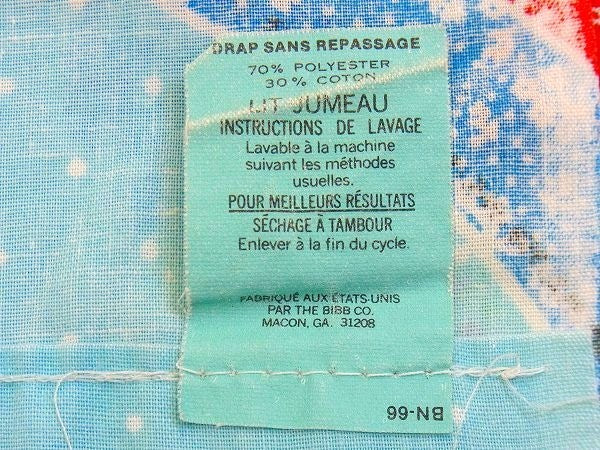 DRAP SANS REPASSAGE
70% POLYESTER
30% COTON
LIT JUMEAU
INSTRUCTIONS DE LAVAGE
Lavable à la machine
suivant les méthodes
usuelles.
POUR MEILLEURS RÉSULTATS
SÉCHAGE À TAMBOUR
Enlever à la fin du cycle.
FABRIQUÉ AUX ÉTATS-UNIS
PAR THE BIBB CO.
MACON, GA. 31208
BN-66